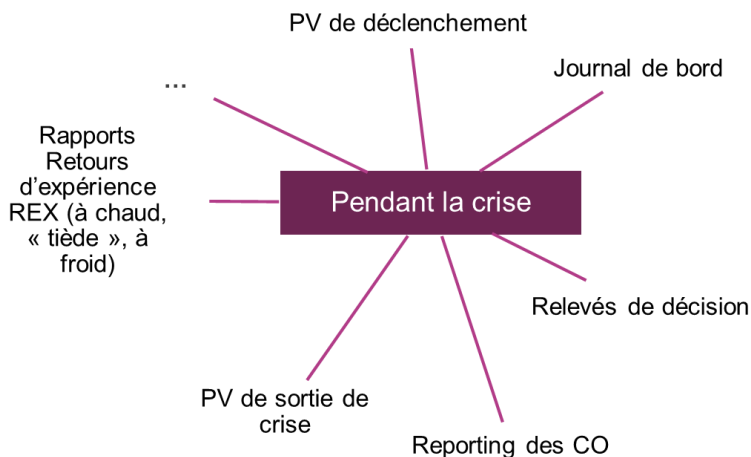 PV de déclenchement
Journal de bord
...
Rapports
Retours
d'expérience
REX (à chaud,
« tiède », à
froid)
Pendant la crise
Relevés de décision
PV de sortie de
crise
Reporting des CO